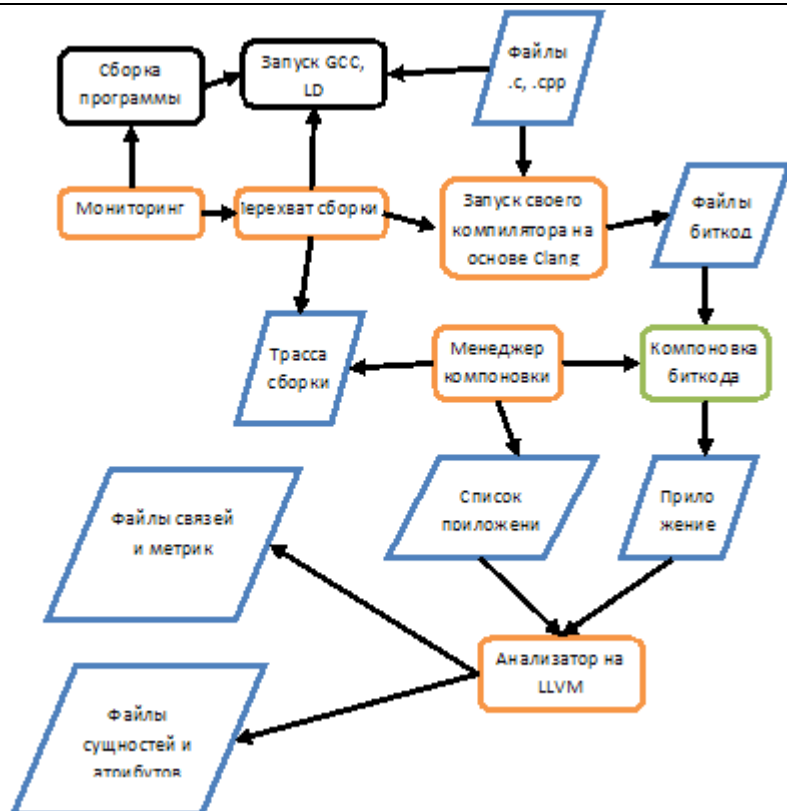 Файлы
.c, .cpp
Сборка
программы
Запуск GCC,
LD
Мониторинг
Перехват сборки
Запуск своего
компилятора на
основе Clang
Файлы
биткод
Трасса
сборки
Менеджер
компоновки
Компоновка
биткода
Файлы связей
и метрик
Список
приложени
Прило
жение
Анализатор на
LLVM
Файлы
сущностей и
атрибутов